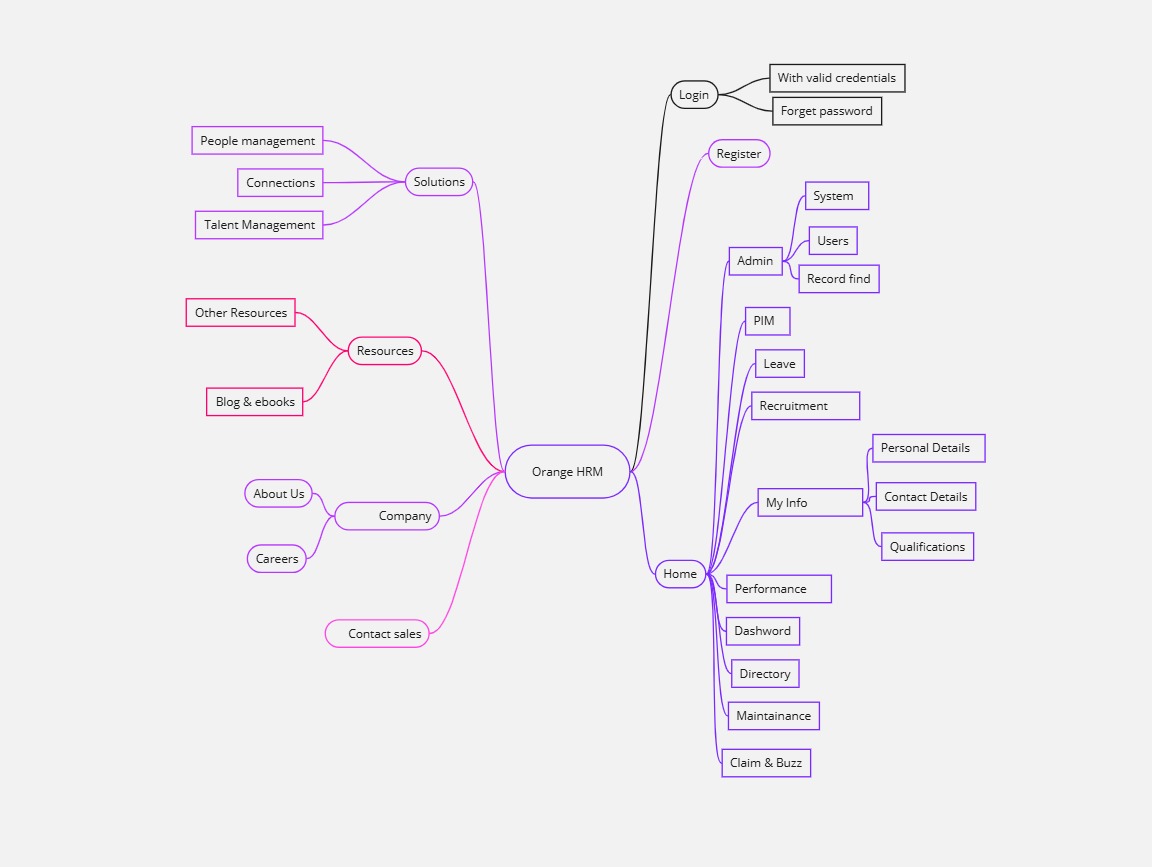 Orange HRM
Login
With valid credentials
Forget password
Register
Home
Admin
System
Users
Record find
PIM
Leave
Recruitment
My Info
Personal Details
Contact Details
Qualifications
Performance
Dashword
Directory
Maintainance
Claim & Buzz
Solutions
People management
Connections
Talent Management
Resources
Other Resources
Blog & ebooks
Company
About Us
Careers
Contact sales